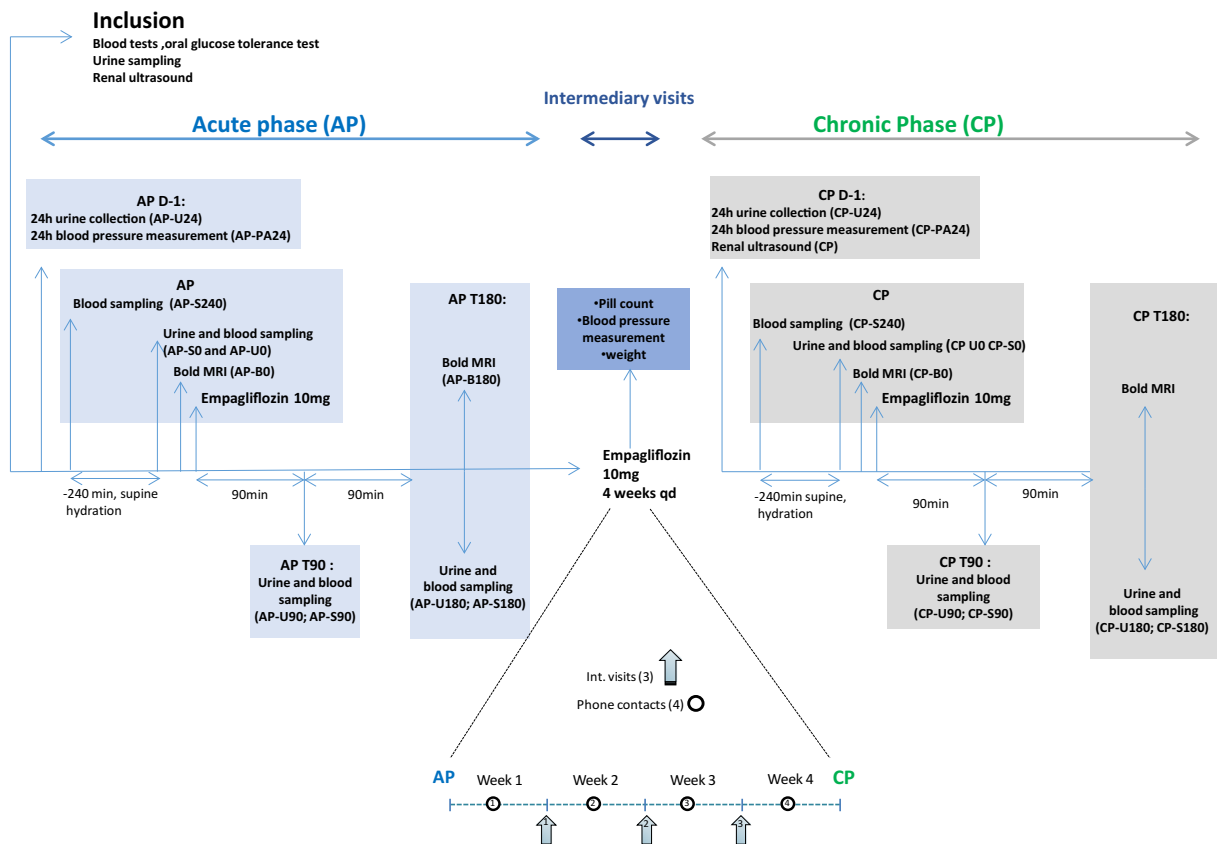 Inclusion
Blood tests ,oral glucose tolerance test
Urine sampling
Renal ultrasound
Intermediary visits
Acute phase (AP)
Chronic Phase (CP)
AP D-1:
24h urine collection (AP-U24)
24h blood pressure measurement (AP-PA24)
AP
Blood sampling (AP-S240)
Urine and blood sampling
(AP-S0 and AP-U0)
Bold MRI (AP-B0)
Empagliflozin 10mg
AP T180:
Bold MRI
(AP-B180)
Urine and
blood sampling
(AP-U180; AP-S180)
-240 min, supine
hydration
90min
90min
AP T90 :
Urine and blood
sampling
(AP-U90; AP-S90)
•Pill count
•Blood pressure
measurement
•weight
Empagliflozin
10mg
4 weeks qd
CP D-1:
24h urine collection (CP-U24)
24h blood pressure measurement (CP-PA24)
Renal ultrasound (CP)
CP
Blood sampling (CP-S240)
Urine and blood sampling (CP U0 CP-S0)
Bold MRI (CP-B0)
Empagliflozin 10mg
CP T180:
Bold MRI
Urine and
blood sampling
(CP-U180; CP-S180)
-240min supine,
hydration
90min
90min
CP T90 :
Urine and blood
sampling
(CP-U90; CP-S90)
Int. visits (3)
Phone contacts (4)
AP
Week 1
Week 2
Week 3
Week 4
CP
1
2
3
4
1
2
3